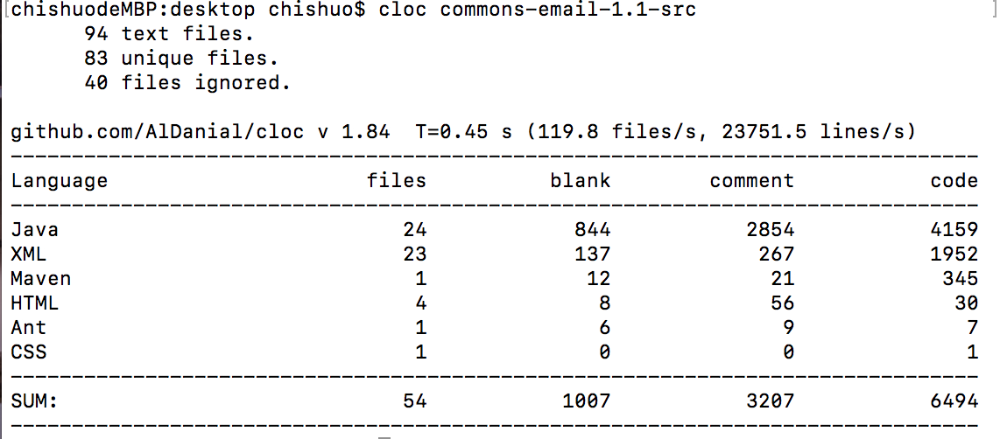 [chishuodeMBP:desktop chishuo$ cloc commons-email-1.1-src ]
      94 text files.
      83 unique files.
      40 files ignored.

github.com/AlDanial/cloc v 1.84  T=0.45 s (119.8 files/s, 23751.5 lines/s)
-------------------------------------------------------------------------------
Language                     files          blank        comment           code
-------------------------------------------------------------------------------
Java                            24            844           2854           4159
XML                             23            137            267           1952
Maven                            1             12             21            345
HTML                             4              8             56             30
Ant                              1              6              9              7
CSS                              1              0              0              1
-------------------------------------------------------------------------------
SUM:                            54           1007           3207           6494
-------------------------------------------------------------------------------